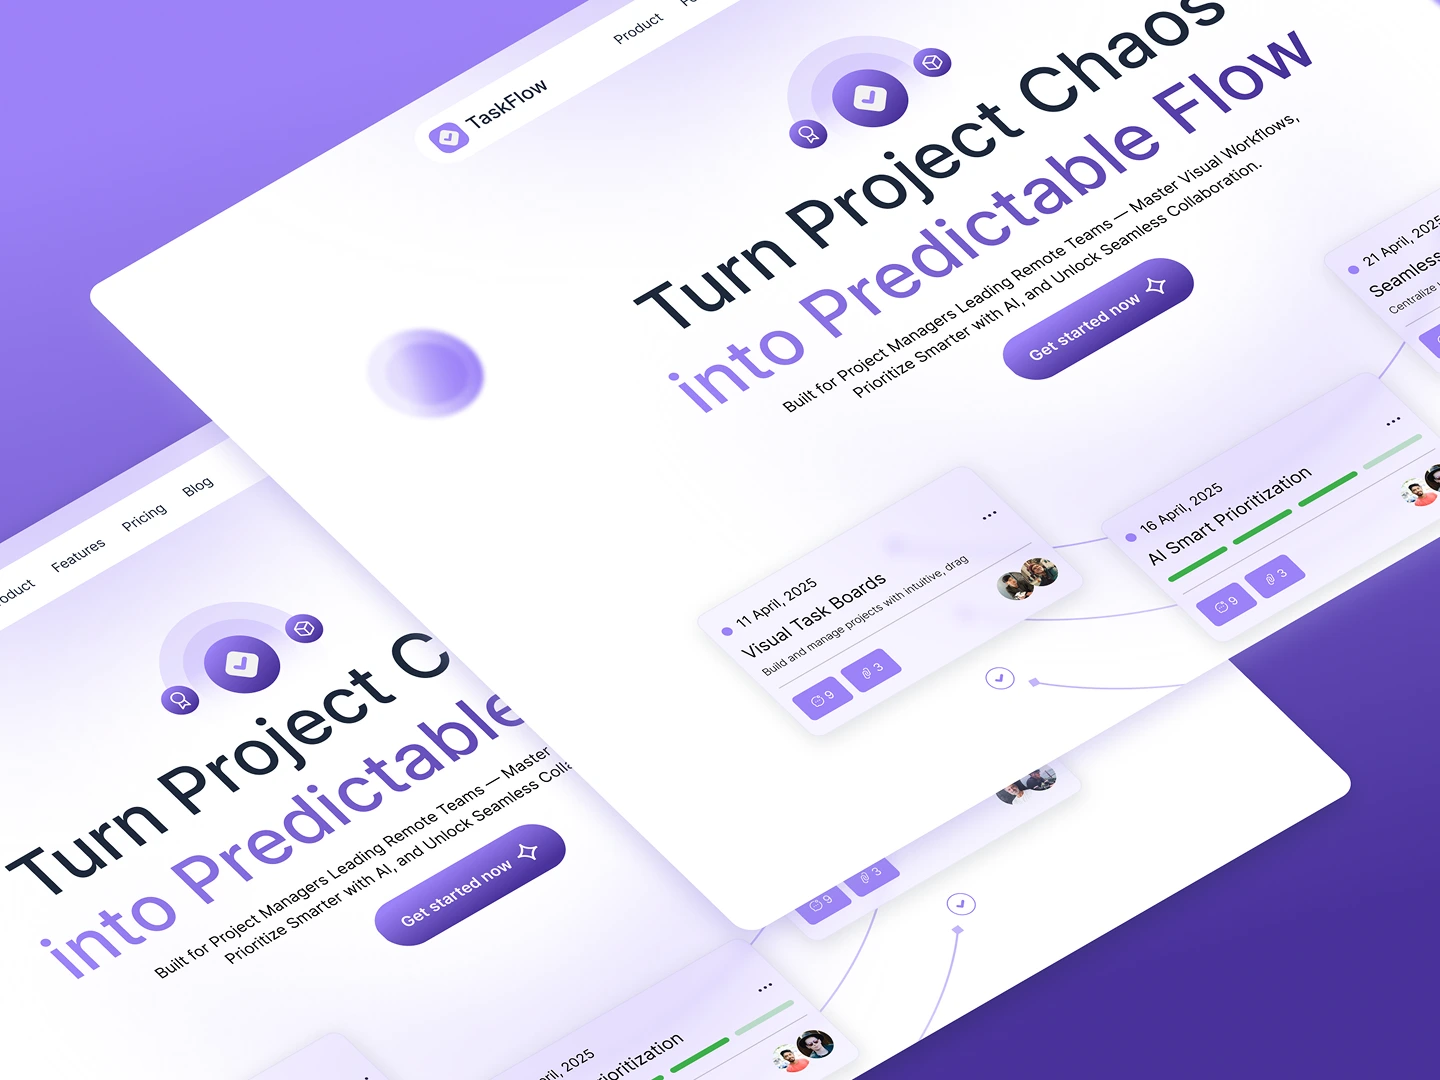 TaskFlow
Product
Turn Project Chaos
into Predictable Flow
Built for Project Managers Leading Remote Teams — Master Visual Workflows,
Prioritize Smarter with AI, and Unlock Seamless Collaboration.
Get started now
21 April, 2025
Seamless
Centralize
16 April, 2025
AI Smart Prioritization
9
3
11 April, 2025
Visual Task Boards
Build and manage projects with intuitive, drag
9
3
Features
Pricing
Blog
Turn Project C
into Predictable
Built for Project Managers Leading Remote Teams — Master
Prioritize Smarter with AI, and Unlock Seamless Colla
Get started now
9
3
2025